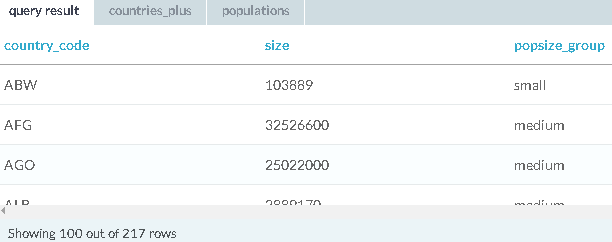 query result countries_plus populations
country_code size popsize_group
ABW 103889 small
AFG 32526600 medium
AGO 25022000 medium
ALB 2889170 medium
Showing 100 out of 217 rows